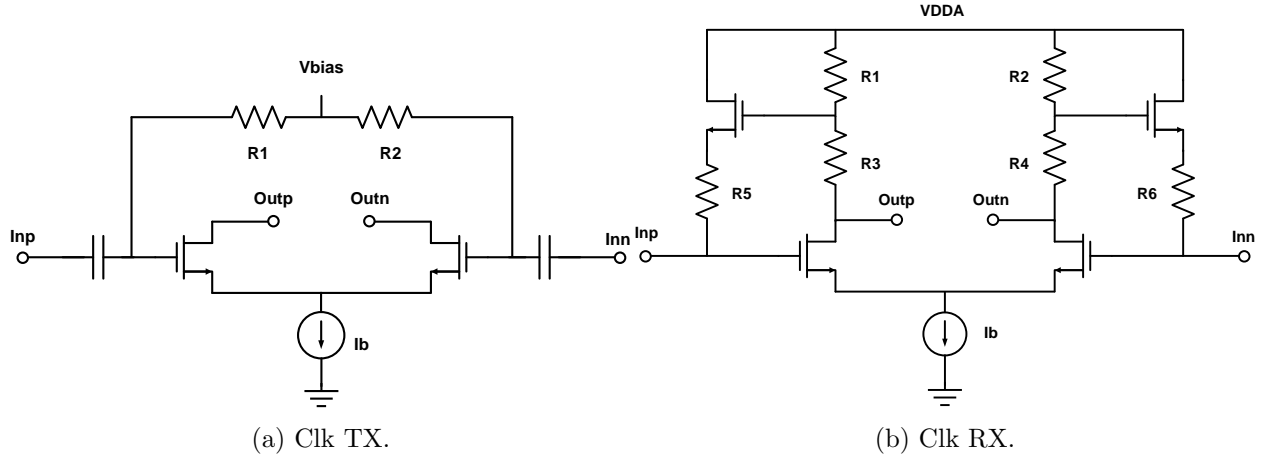 Vbias
R1
R2
Outp
Outn
Inp
Inn
Ib
(a) Clk TX.
VDDA
R1
R2
R3
R4
R5
R6
Outp
Outn
Inp
Inn
Ib
(b) Clk RX.